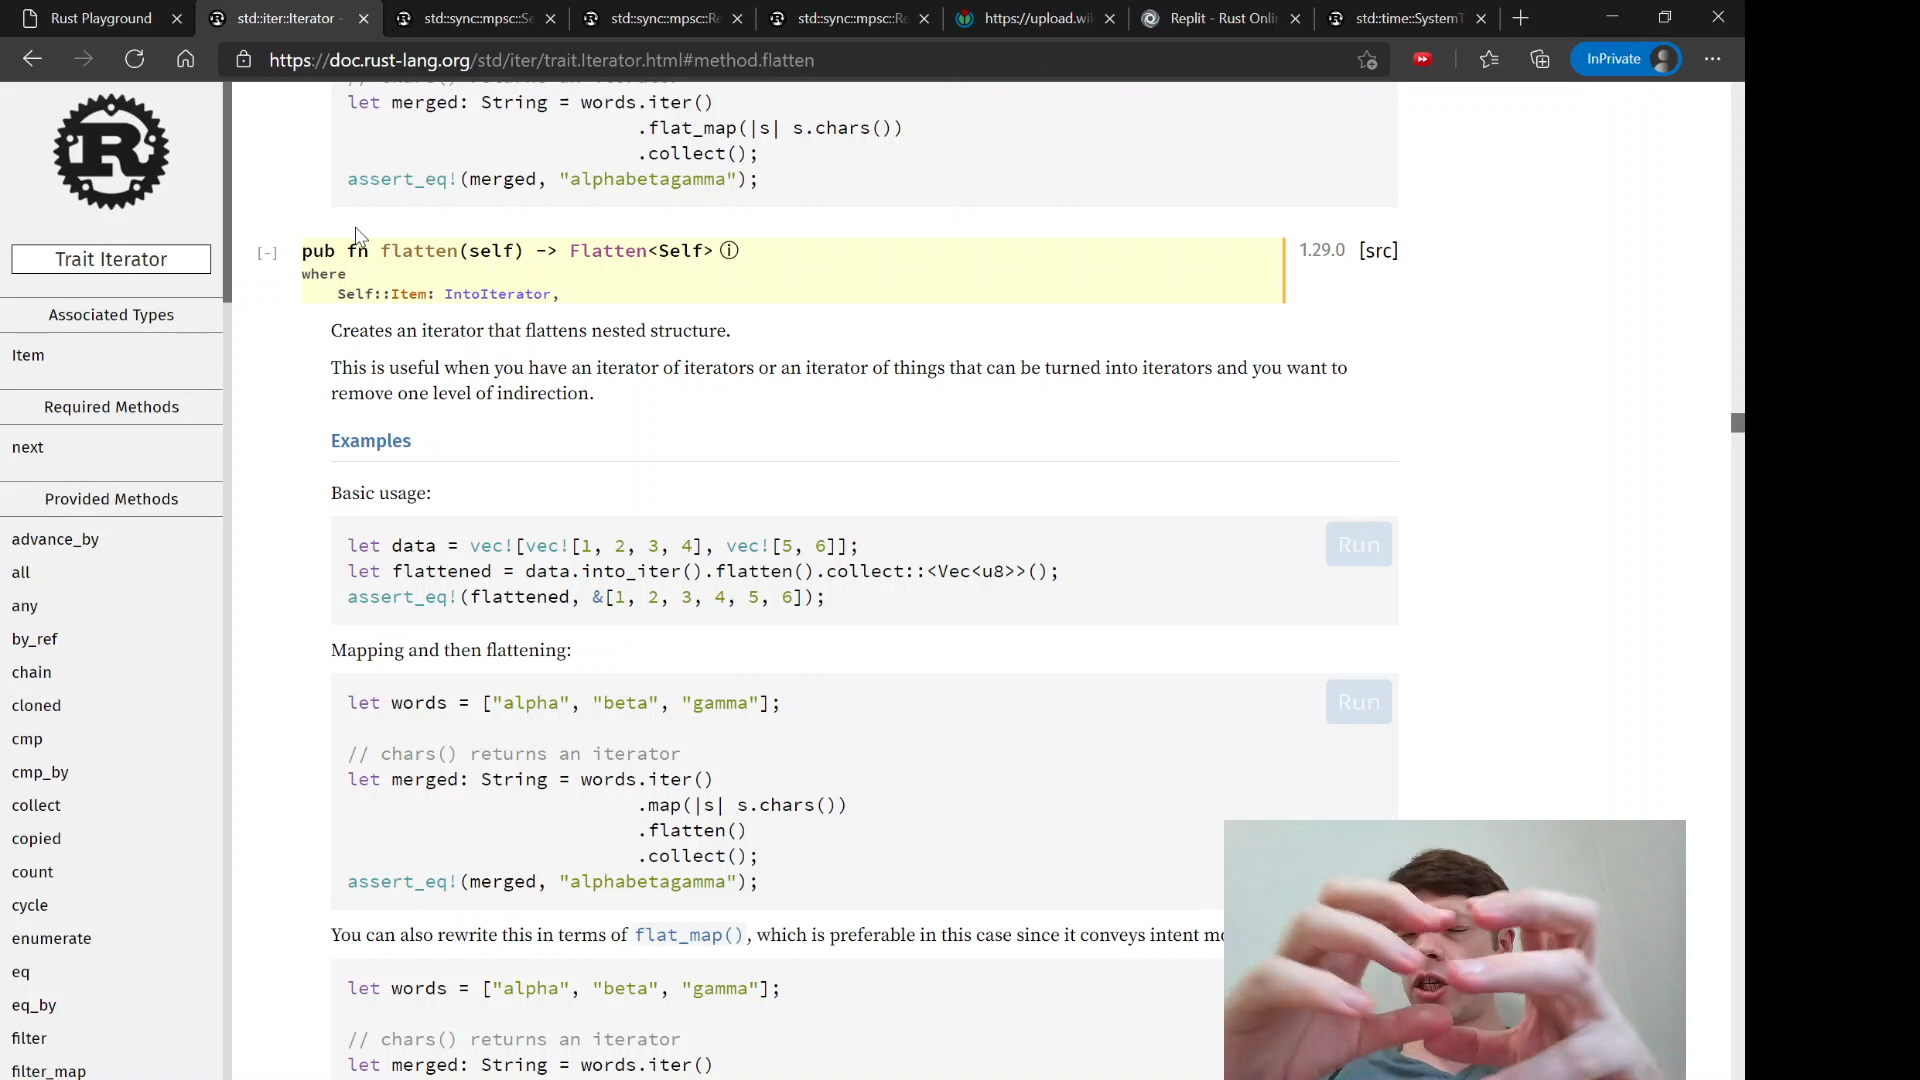 Rust Playground
std::iter::Iterator -
std::sync::mpsc::Se
std::sync::mpsc::Re
std::sync::mpsc::Re
https://upload.wi
Replit - Rust Onli
std::time::SystemT
https://doc.rust-lang.org/std/iter/trait.Iterator.html#method.flatten
InPrivate
R
Trait Iterator
Associated Types
Item
Required Methods
next
Provided Methods
advance_by
all
any
by_ref
chain
cloned
cmp
cmp_by
collect
copied
count
cycle
enumerate
eq
eq_by
filter
filter_map
let merged: String = words.iter()
.flat_map(|s| s.chars())
.collect();
assert_eq!(merged, "alphabetagamma");
[-] pub fn flatten(self) -> Flatten<Self> ⓘ 1.29.0 [src]
where
Self::Item: IntoIterator,
Creates an iterator that flattens nested structure.
This is useful when you have an iterator of iterators or an iterator of things that can be turned into iterators and you want to
remove one level of indirection.
Examples
Basic usage:
Run
let data = vec![vec![1, 2, 3, 4], vec![5, 6]];
let flattened = data.into_iter().flatten().collect::<Vec<u8>>();
assert_eq!(flattened, &[1, 2, 3, 4, 5, 6]);
Mapping and then flattening:
Run
let words = ["alpha", "beta", "gamma"];
// chars() returns an iterator
let merged: String = words.iter()
.map(|s| s.chars())
.flatten()
.collect();
assert_eq!(merged, "alphabetagamma");
You can also rewrite this in terms of flat_map(), which is preferable in this case since it conveys intent
let words = ["alpha", "beta", "gamma"];
// chars() returns an iterator
let merged: String = words.iter()